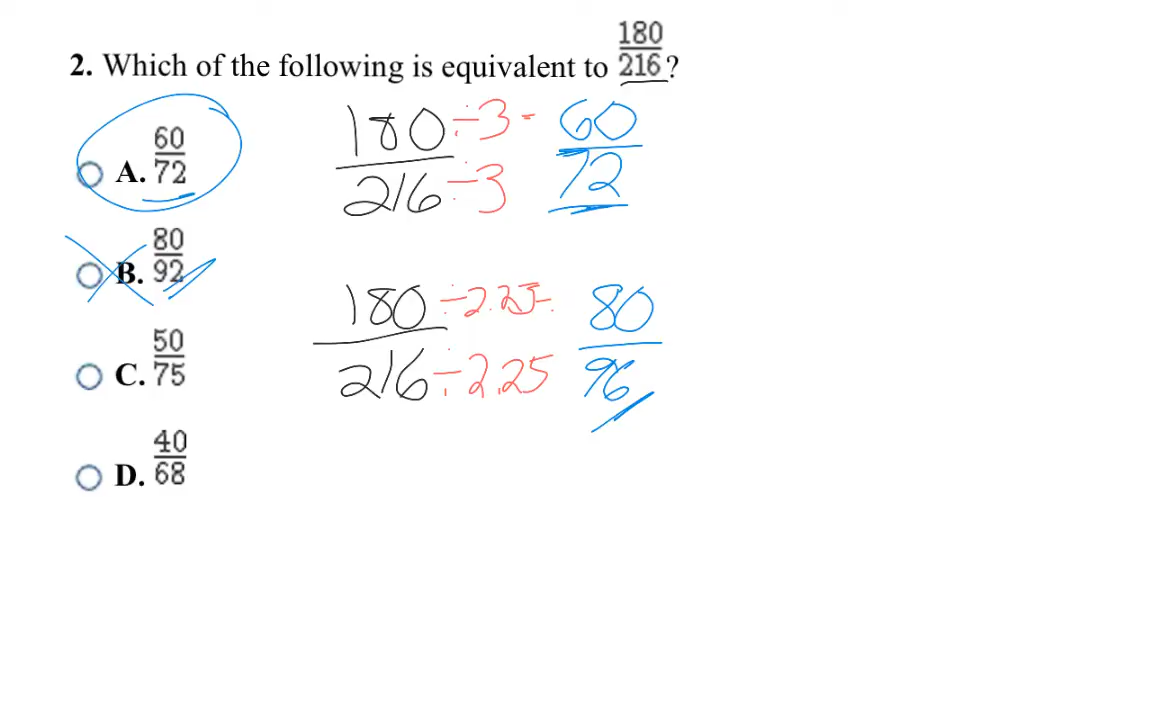 2. Which of the following is equivalent to 180/216?
A. 60/72
B. 80/92
C. 50/75
D. 40/68
180 ÷3 = 60
216 ÷3 72
180 ÷2.25 = 80
216 ÷2.25 96